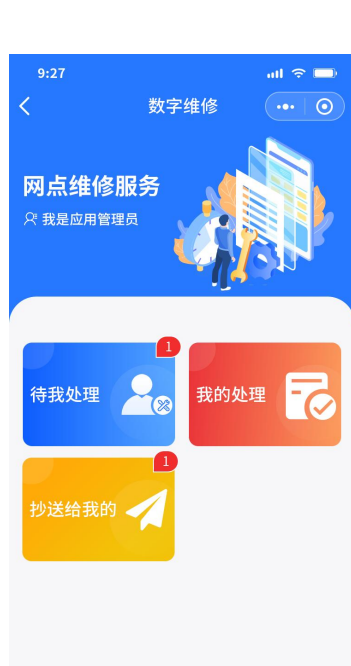 9:27
数字维修
网点维修服务
我是应用管理员
1
待我处理
我的处理
1
抄送给我的